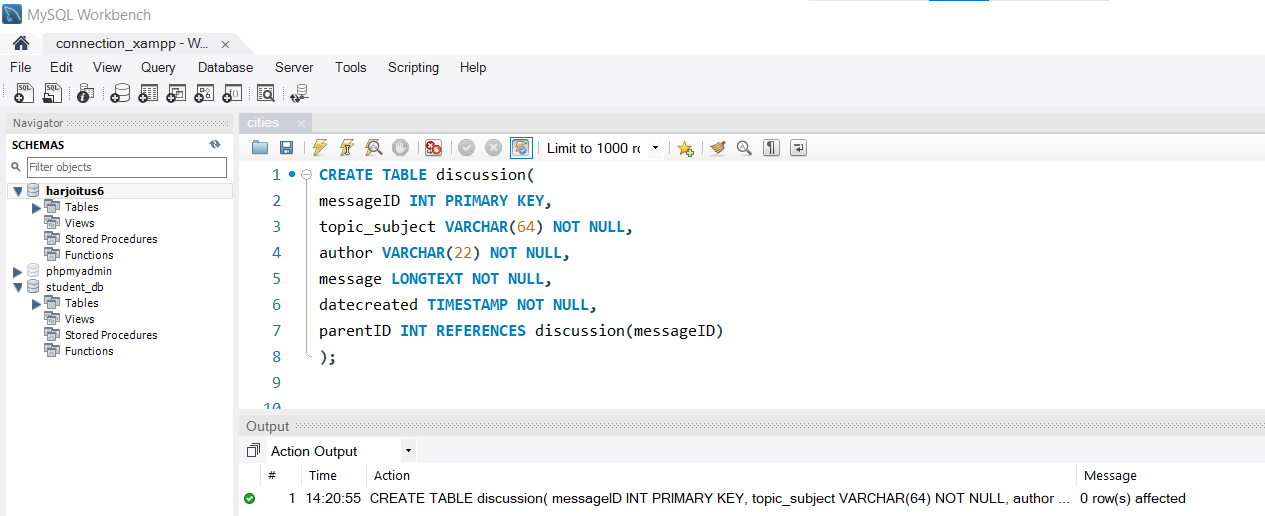 MySQL Workbench
connection_xampp - W... ×
File Edit View Query Database Server Tools Scripting Help
Navigator
SCHEMAS
Filter objects
harjoitus6
Tables
Views
Stored Procedures
Functions
phpmyadmin
student_db
Tables
Views
Stored Procedures
Functions
cities ×
Limit to 1000 rc
1 CREATE TABLE discussion(
2 messageID INT PRIMARY KEY,
3 topic_subject VARCHAR(64) NOT NULL,
4 author VARCHAR(22) NOT NULL,
5 message LONGTEXT NOT NULL,
6 datecreated TIMESTAMP NOT NULL,
7 parentID INT REFERENCES discussion(messageID)
8 );
9
10
Output
Action Output
# Time Action Message
1 14:20:55 CREATE TABLE discussion( messageID INT PRIMARY KEY, topic_subject VARCHAR(64) NOT NULL, author ... 0 row(s) affected